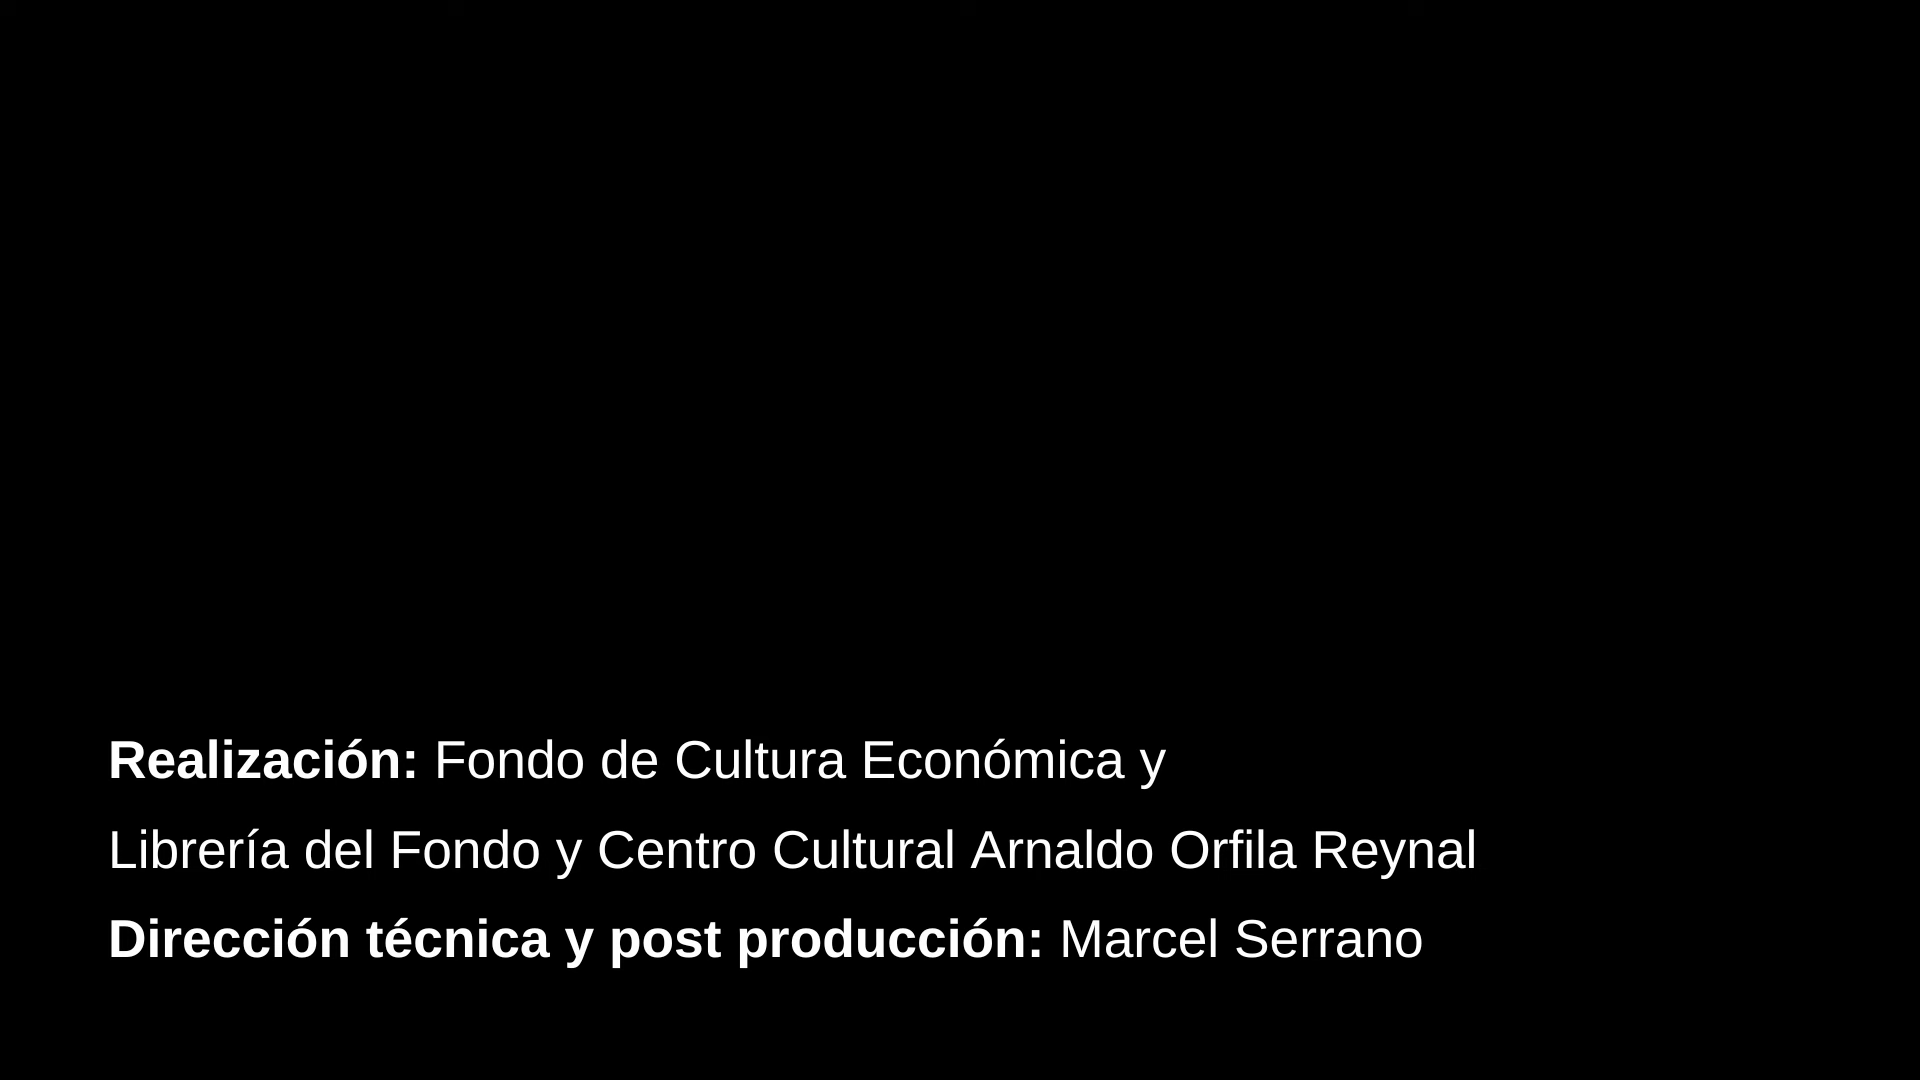 Realización: Fondo de Cultura Económica y
Librería del Fondo y Centro Cultural Arnaldo Orfila Reynal
Dirección técnica y post producción: Marcel Serrano